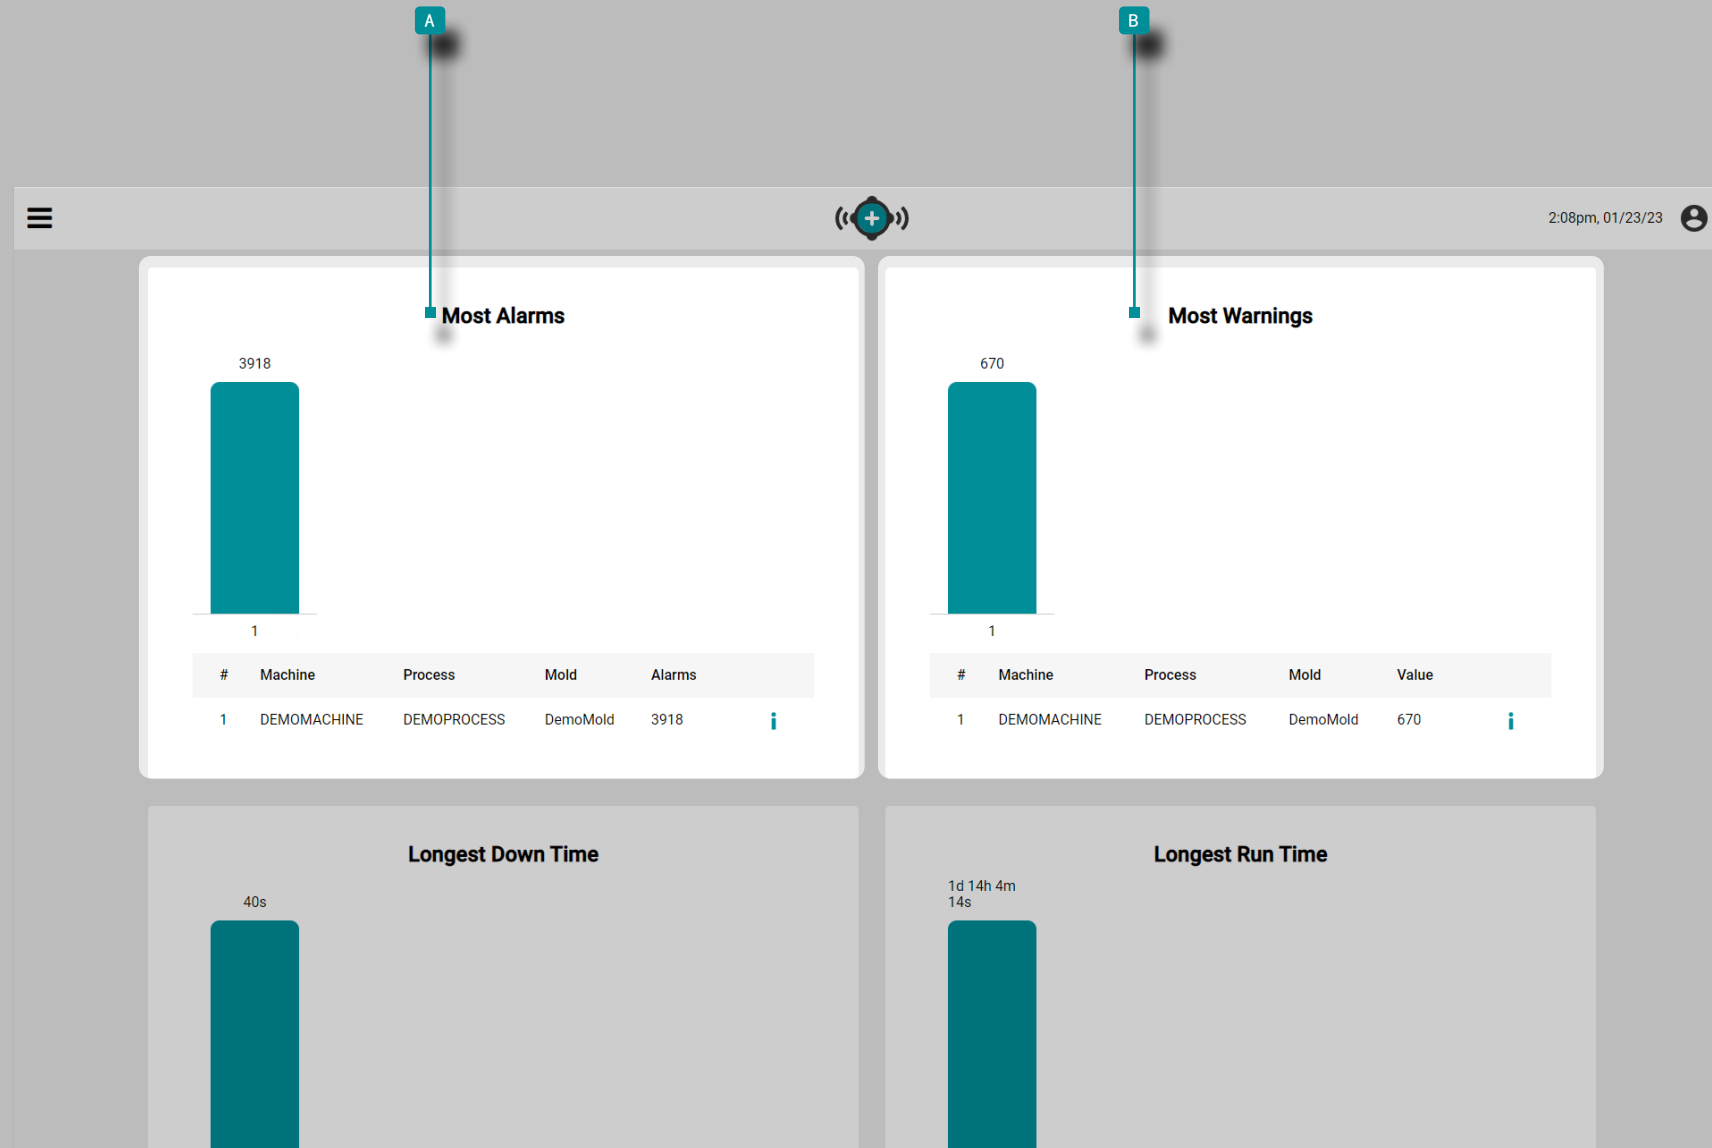 A
B
2:08pm, 01/23/23
Most Alarms
3918
1
# Machine Process Mold Alarms
1 DEMOMACHINE DEMOPROCESS DemoMold 3918
Most Warnings
670
1
# Machine Process Mold Value
1 DEMOMACHINE DEMOPROCESS DemoMold 670
Longest Down Time
40s
Longest Run Time
1d 14h 4m
14s